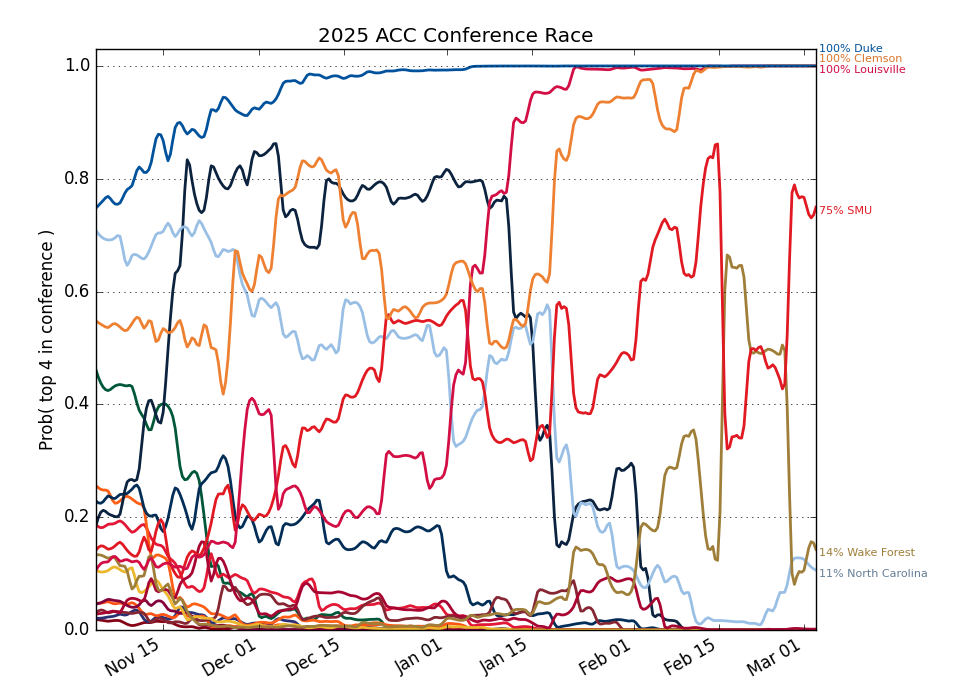 2025 ACC Conference Race
Prob( top 4 in conference )
1.0
0.8
0.6
0.4
0.2
0.0
Nov 15
Dec 01
Dec 15
Jan 01
Jan 15
Feb 01
Feb 15
Mar 01
100% Duke
100% Clemson
100% Louisville
75% SMU
14% Wake Forest
11% North Carolina